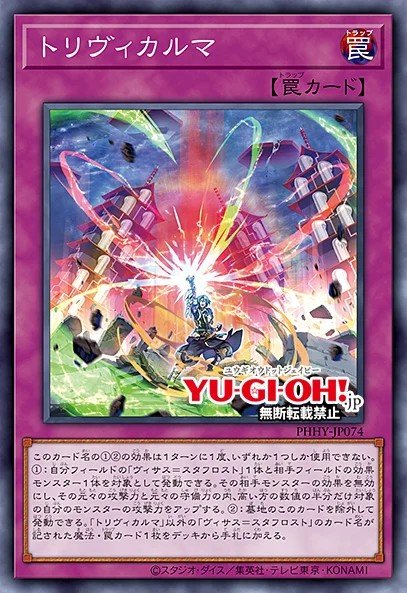 トリヴィカルマ
トラップ
罠
トラップ
【罠カード】
ユウギオウドットジェイピー
YU-GI-OH!.jp
無断転載禁止
PHHY-JP074
このカード名の①②の効果は1ターンに1度、いずれか1つしか使用できない。
①：自分フィールドの「ヴィサス＝スタフロスト」1体と相手フィールドの効果
モンスター1体を対象として発動できる。その相手モンスターの効果を無効
にし、その元々の攻撃力と元々の守備力の内、高い方の数値の半分だけ対象
の自分のモンスターの攻撃力をアップする。②：墓地のこのカードを除外して
発動できる。「トリヴィカルマ」以外の「ヴィサス＝スタフロスト」のカード名が
記された魔法・罠カード1枚をデッキから手札に加える。
©スタジオ・ダイス／集英社・テレビ東京・KONAMI